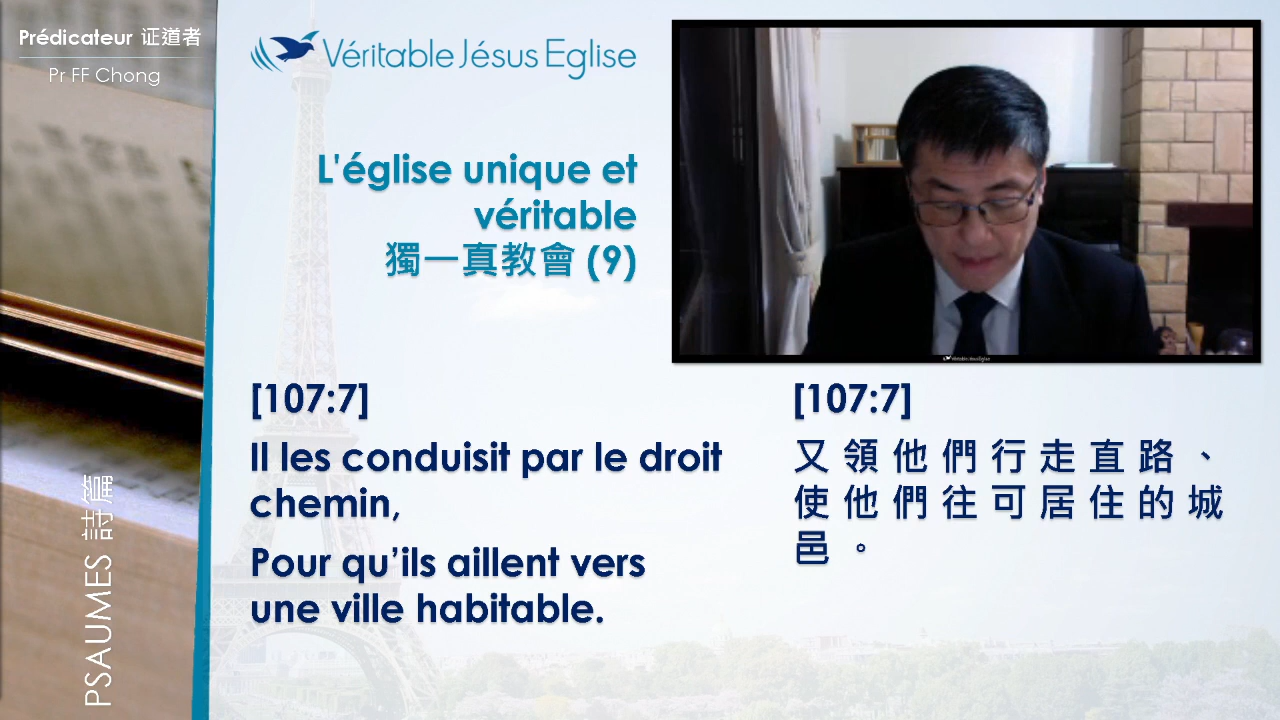 Prédicateur 证道者
Pr FF Chong
PSAUMES 詩篇
Véritable Jésus Eglise
L'église unique et
véritable
獨一真教會 (9)
Véritable Jésus Eglise
[107:7]
Il les conduisit par le droit
chemin,
Pour qu’ils aillent vers
une ville habitable.
[107:7]
又領他們行走直路、
使他們往可居住的城
邑。